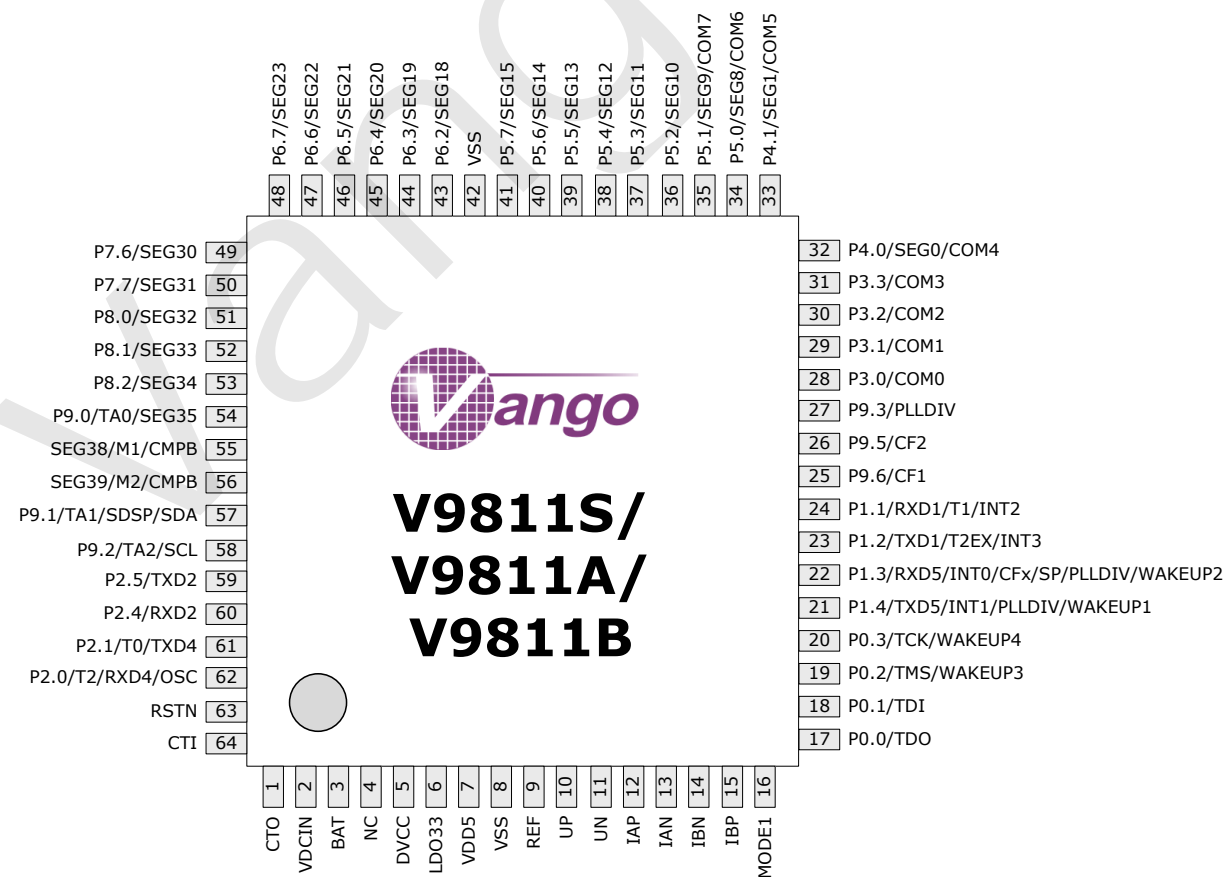 Vang
P6.7/SEG23
P6.6/SEG22
P6.5/SEG21
P6.4/SEG20
P6.3/SEG19
P6.2/SEG18
VSS
P5.7/SEG15
P5.6/SEG14
P5.5/SEG13
P5.4/SEG12
P5.3/SEG11
P5.2/SEG10
P5.1/SEG9/COM7
P5.0/SEG8/COM6
P4.1/SEG1/COM5
48
47
46
45
44
43
42
41
40
39
38
37
36
35
34
33
P7.6/SEG30 49
P7.7/SEG31 50
P8.0/SEG32 51
P8.1/SEG33 52
P8.2/SEG34 53
P9.0/TA0/SEG35 54
SEG38/M1/CMPB 55
SEG39/M2/CMPB 56
P9.1/TA1/SDSP/SDA 57
P9.2/TA2/SCL 58
P2.5/TXD2 59
P2.4/RXD2 60
P2.1/T0/TXD4 61
P2.0/T2/RXD4/OSC 62
RSTN 63
CTI 64
Vango
V9811S/
V9811A/
V9811B
32 P4.0/SEG0/COM4
31 P3.3/COM3
30 P3.2/COM2
29 P3.1/COM1
28 P3.0/COM0
27 P9.3/PLLDIV
26 P9.5/CF2
25 P9.6/CF1
24 P1.1/RXD1/T1/INT2
23 P1.2/TXD1/T2EX/INT3
22 P1.3/RXD5/INT0/CFx/SP/PLLDIV/WAKEUP2
21 P1.4/TXD5/INT1/PLLDIV/WAKEUP1
20 P0.3/TCK/WAKEUP4
19 P0.2/TMS/WAKEUP3
18 P0.1/TDI
17 P0.0/TDO
1
2
3
4
5
6
7
8
9
10
11
12
13
14
15
16
CTO
VDCIN
BAT
NC
DVCC
LDO33
VDD5
VSS
REF
UP
UN
IAP
IAN
IBN
IBP
MODE1